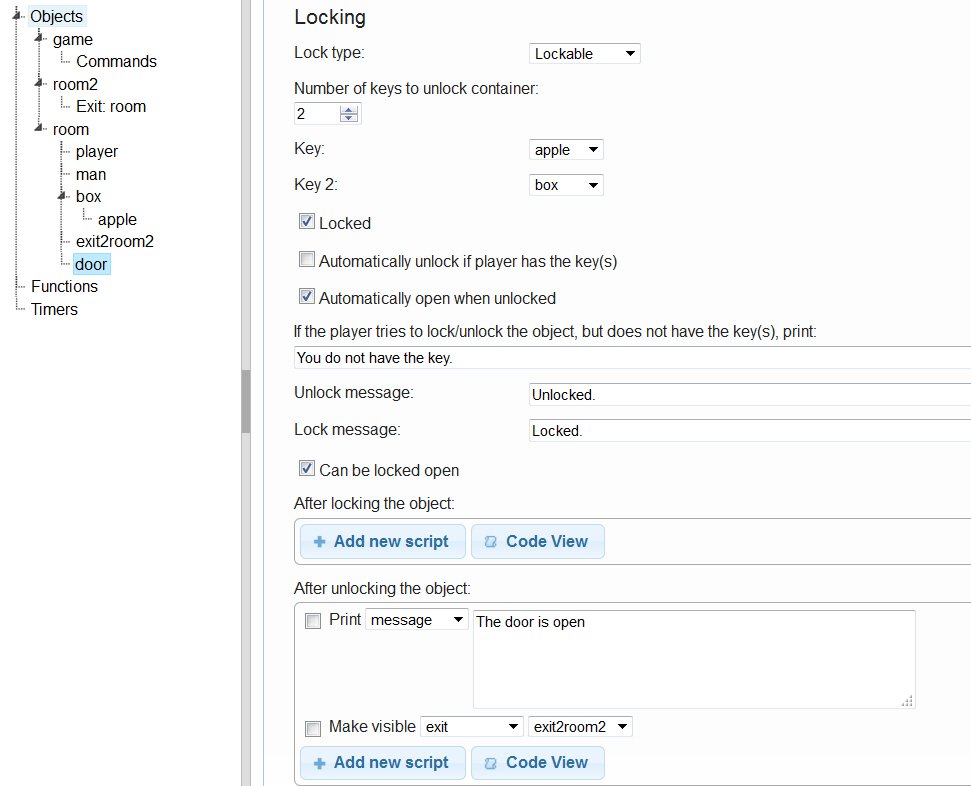 Objects
game
Commands
room2
Exit: room
room
player
man
box
apple
exit2room2
door
Functions
Timers
Locking
Lock type: Lockable
Number of keys to unlock container:
2
Key: apple
Key 2: box
Locked
Automatically unlock if player has the key(s)
Automatically open when unlocked
If the player tries to lock/unlock the object, but does not have the key(s), print:
You do not have the key.
Unlock message: Unlocked.
Lock message: Locked.
Can be locked open
After locking the object:
Add new script Code View
After unlocking the object:
Print message The door is open
Make visible exit exit2room2
Add new script Code View